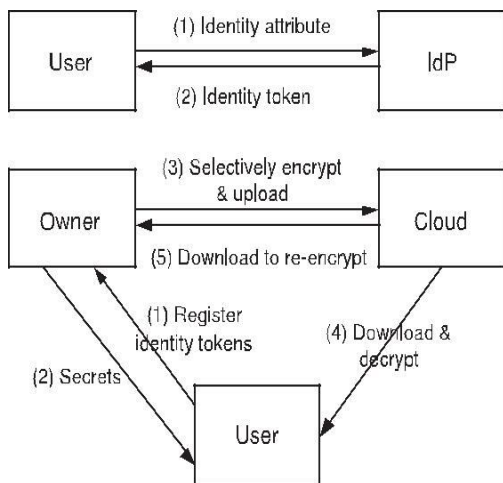 (1) Identity attribute
User
IdP
(2) Identity token
(3) Selectively encrypt
& upload
Owner
Cloud
(5) Download to re-encrypt
(1) Register
identity tokens
(4) Download &
decrypt
(2) Secrets
User